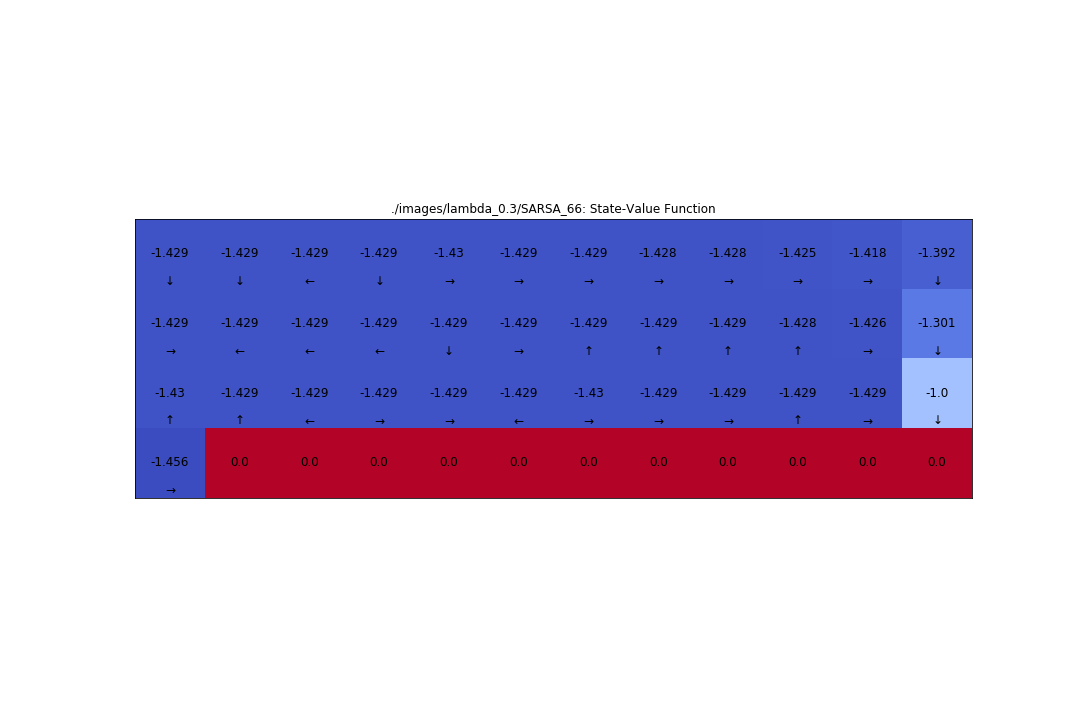 ./images/lambda_0.3/SARSA_66: State-Value Function
-1.429 -1.429 -1.429 -1.429 -1.43 -1.429 -1.429 -1.428 -1.428 -1.425 -1.418 -1.392
↓ ↓ ← ↓ → → → → → → → ↓
-1.429 -1.429 -1.429 -1.429 -1.429 -1.429 -1.429 -1.429 -1.429 -1.428 -1.426 -1.301
→ ← ← ← ↓ → ↑ ↑ ↑ ↑ → ↓
-1.43 -1.429 -1.429 -1.429 -1.429 -1.429 -1.43 -1.429 -1.429 -1.429 -1.429 -1.0
↑ ↑ ← → → ← → → → ↑ → ↓
-1.456 0.0 0.0 0.0 0.0 0.0 0.0 0.0 0.0 0.0 0.0 0.0
→